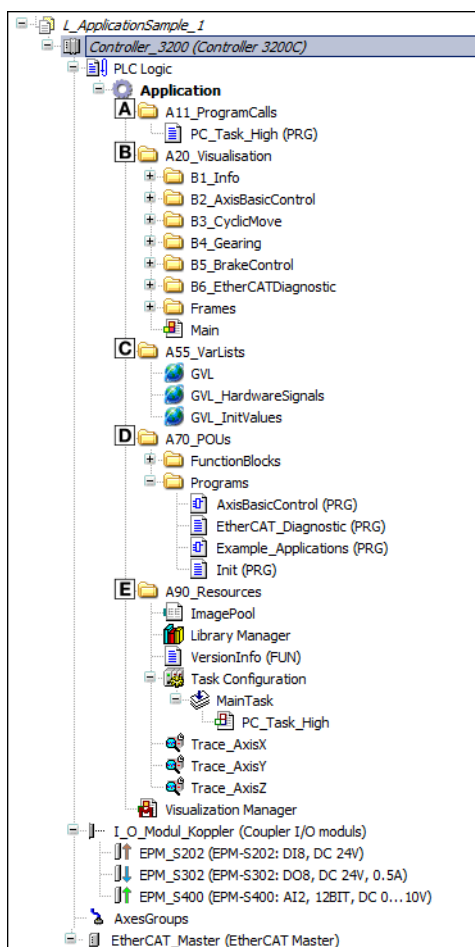 L_ApplicationSample_1
Controller_3200 (Controller 3200C)
PLC Logic
Application
A A11_ProgramCalls
PC_Task_High (PRG)
B A20_Visualisation
B1_Info
B2_AxisBasicControl
B3_CyclicMove
B4_Gearing
B5_BrakeControl
B6_EtherCATDiagnostic
Frames
Main
C A55_VarLists
GVL
GVL_HardwareSignals
GVL_InitValues
D A70_POUs
FunctionBlocks
Programs
AxisBasicControl (PRG)
EtherCAT_Diagnostic (PRG)
Example_Applications (PRG)
Init (PRG)
E A90_Resources
ImagePool
Library Manager
VersionInfo (FUN)
Task Configuration
MainTask
PC_Task_High
Trace_AxisX
Trace_AxisY
Trace_AxisZ
Visualization Manager
I_O_Modul_Koppler (Coupler I/O moduls)
EPM_S202 (EPM-S202: DI8, DC 24V)
EPM_S302 (EPM-S302: DO8, DC 24V, 0.5A)
EPM_S400 (EPM-S400: AI2, 12BIT, DC 0...10V)
AxesGroups
EtherCAT_Master (EtherCAT Master)